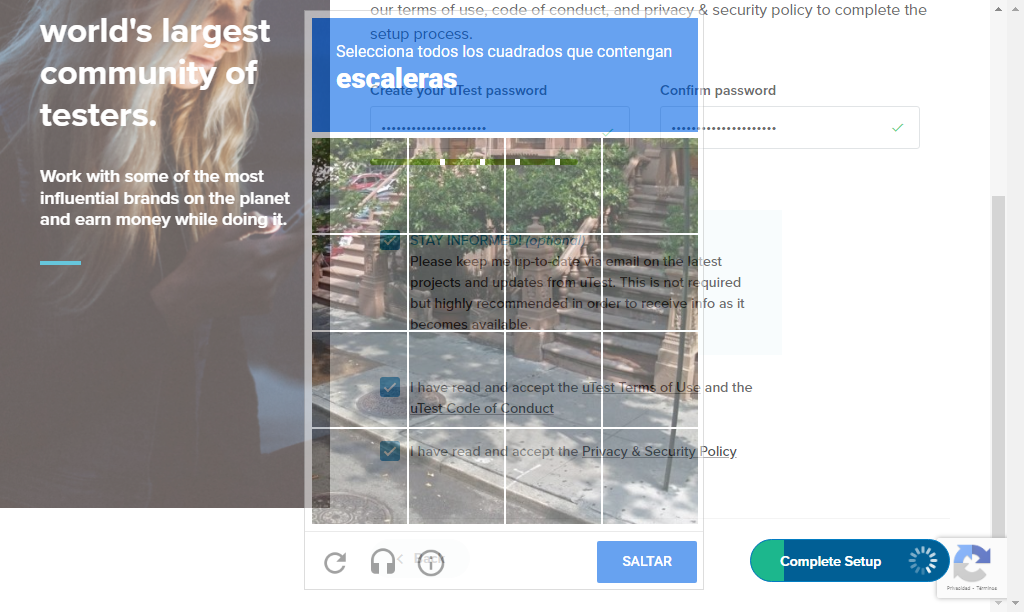 world's largest
community of
testers.
Work with some of the most
influential brands on the planet
and earn money while doing it.
our terms of use, code of conduct, and privacy & security policy to complete the
setup process.
Selecciona todos los cuadrados que contengan
escaleras
Create your uTest password
Confirm password
•••••••••••••••••••••
•••••••••••••••••••••
STAY INFORMED! (optional)
Please keep me up-to-date via email on the latest
projects and updates from uTest. This is not required
but highly recommended in order to receive info as it
becomes available.
I have read and accept the uTest Terms of Use and the
uTest Code of Conduct
I have read and accept the Privacy & Security Policy
Back
SALTAR
Complete Setup
Privacidad - Términos